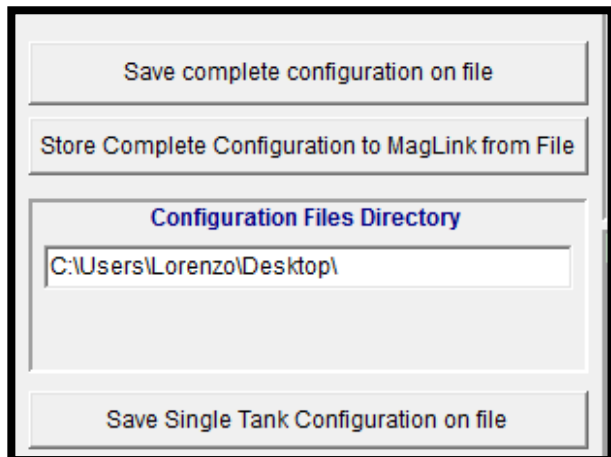 Save complete configuration on file
Store Complete Configuration to MagLink from File
Configuration Files Directory
C:\Users\Lorenzo\Desktop\
Save Single Tank Configuration on file